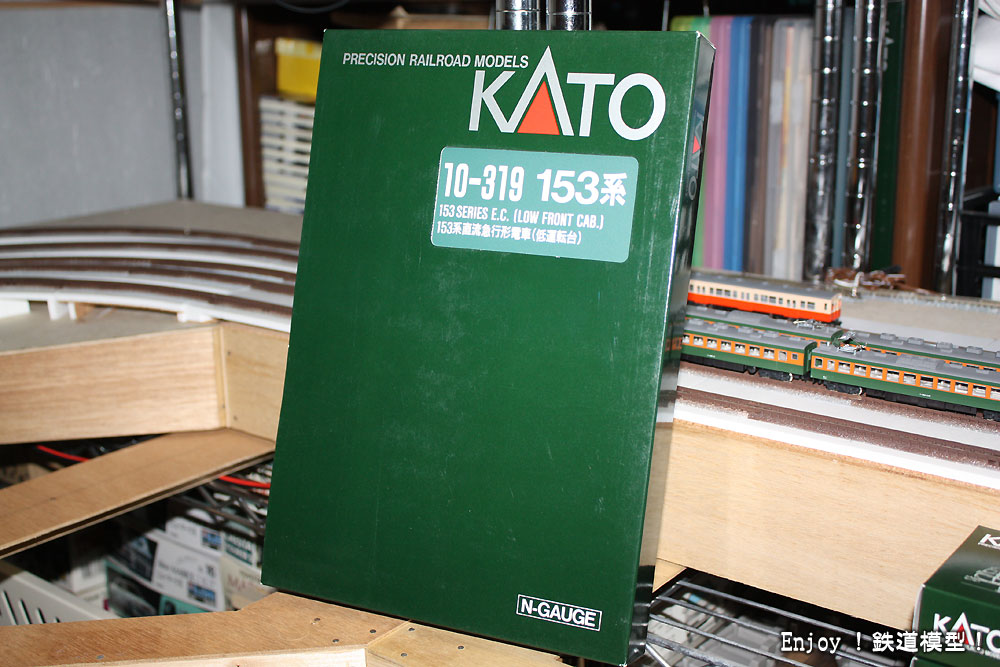 PRECISION RAILROAD MODELS
KATO
10-319 153系
153 SERIES E.C. (LOW FRONT CAB.)
153系直流急行形電車(低運転台)
N-GAUGE
KATO
Enjoy！鉄道模型！